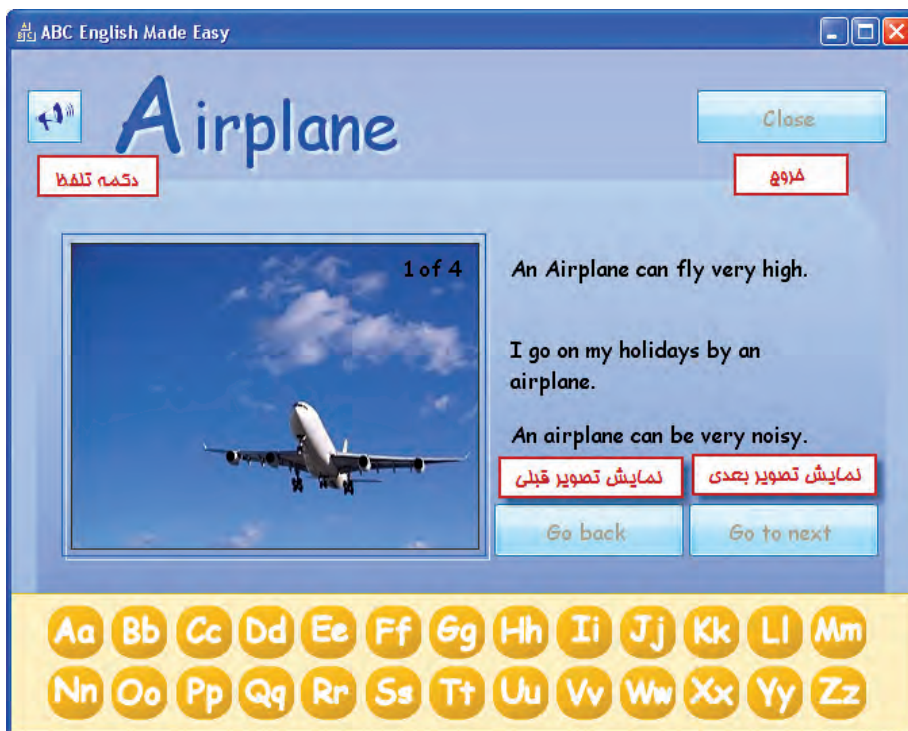 ABC English Made Easy
Airplane
Close
دکمه تلفظ
خروج
1 of 4
An Airplane can fly very high.
I go on my holidays by an
airplane.
An airplane can be very noisy.
نمایش تصویر قبلی
نمایش تصویر بعدی
Go back
Go to next
Aa Bb Cc Dd Ee Ff Gg Hh Ii Jj Kk Ll Mm
Nn Oo Pp Qq Rr Ss Tt Uu Vv Ww Xx Yy Zz